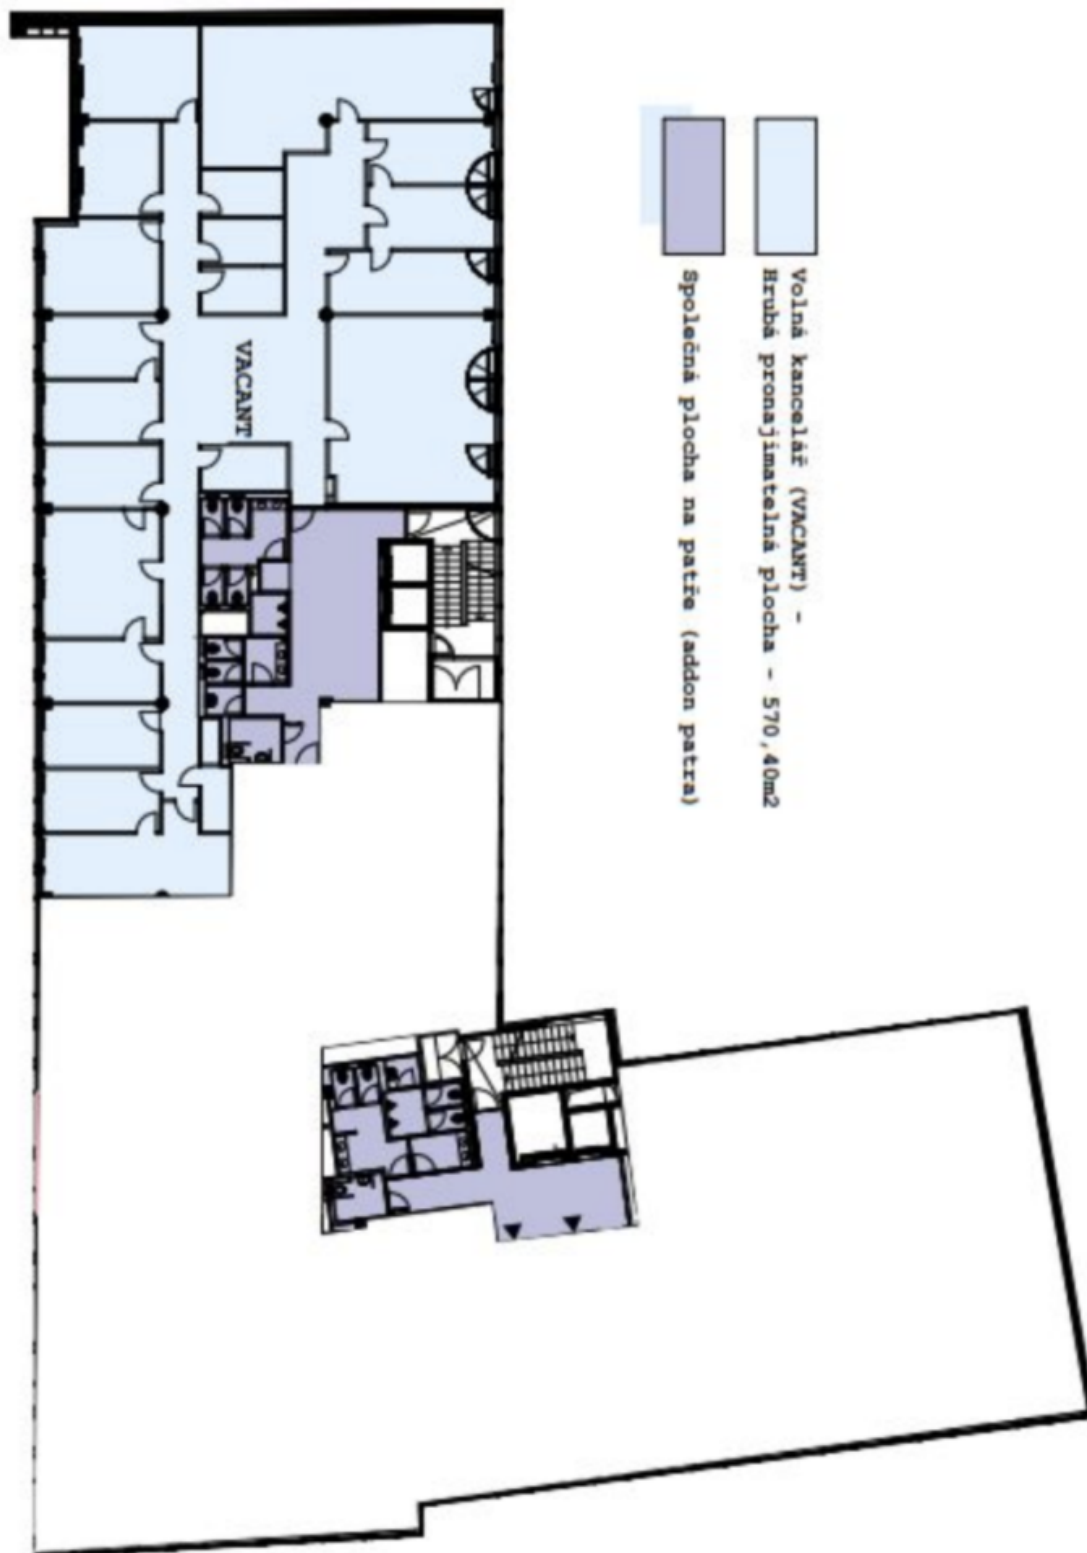 Volná kancelář (VACANT) -
Hrubá pronajímatelná plocha - 570,40m2
Společná plocha na patře (addon patra)
VACANT